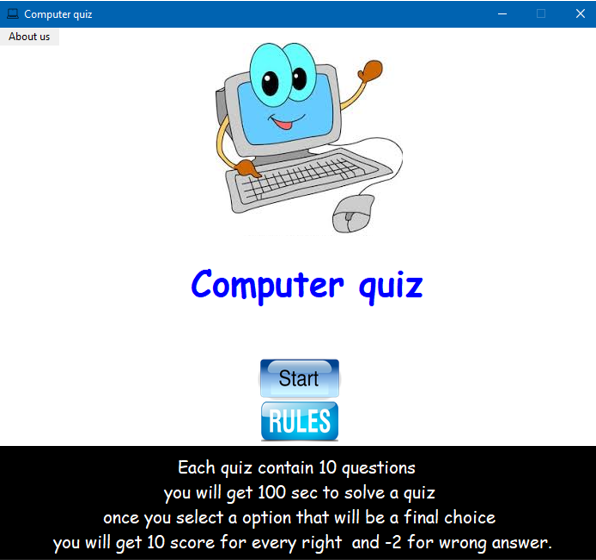 Computer quiz
About us
Computer quiz
Start
RULES
Each quiz contain 10 questions
you will get 100 sec to solve a quiz
once you select a option that will be a final choice
you will get 10 score for every right and -2 for wrong answer.